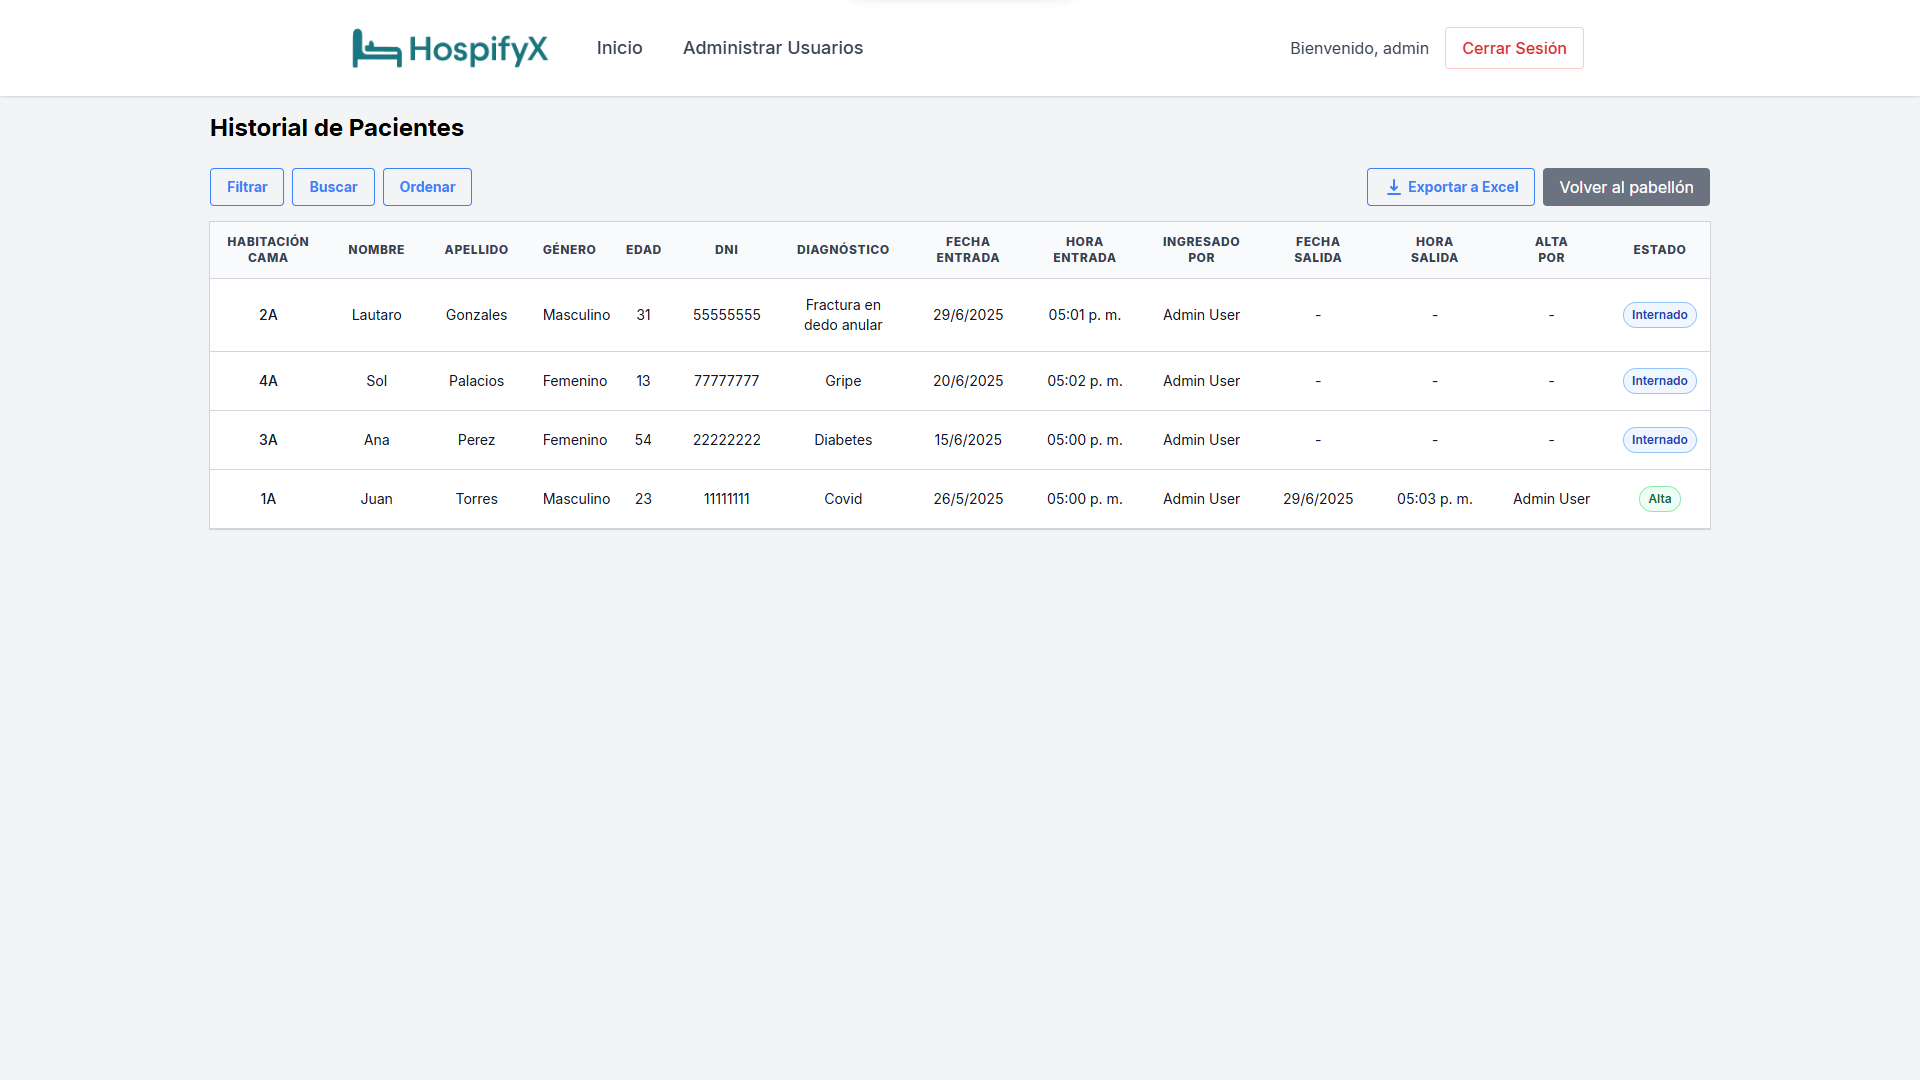 HospifyX Inicio Administrar Usuarios Bienvenido, admin Cerrar Sesión
Historial de Pacientes
Filtrar Buscar Ordenar Exportar a Excel Volver al pabellón
HABITACIÓN CAMA NOMBRE APELLIDO GÉNERO EDAD DNI DIAGNÓSTICO FECHA ENTRADA HORA ENTRADA INGRESADO POR FECHA SALIDA HORA SALIDA ALTA POR ESTADO
2A Lautaro Gonzales Masculino 31 55555555 Fractura en dedo anular 29/6/2025 05:01 p. m. Admin User - - - Internado
4A Sol Palacios Femenino 13 77777777 Gripe 20/6/2025 05:02 p. m. Admin User - - - Internado
3A Ana Perez Femenino 54 22222222 Diabetes 15/6/2025 05:00 p. m. Admin User - - - Internado
1A Juan Torres Masculino 23 11111111 Covid 26/5/2025 05:00 p. m. Admin User 29/6/2025 05:03 p. m. Admin User Alta